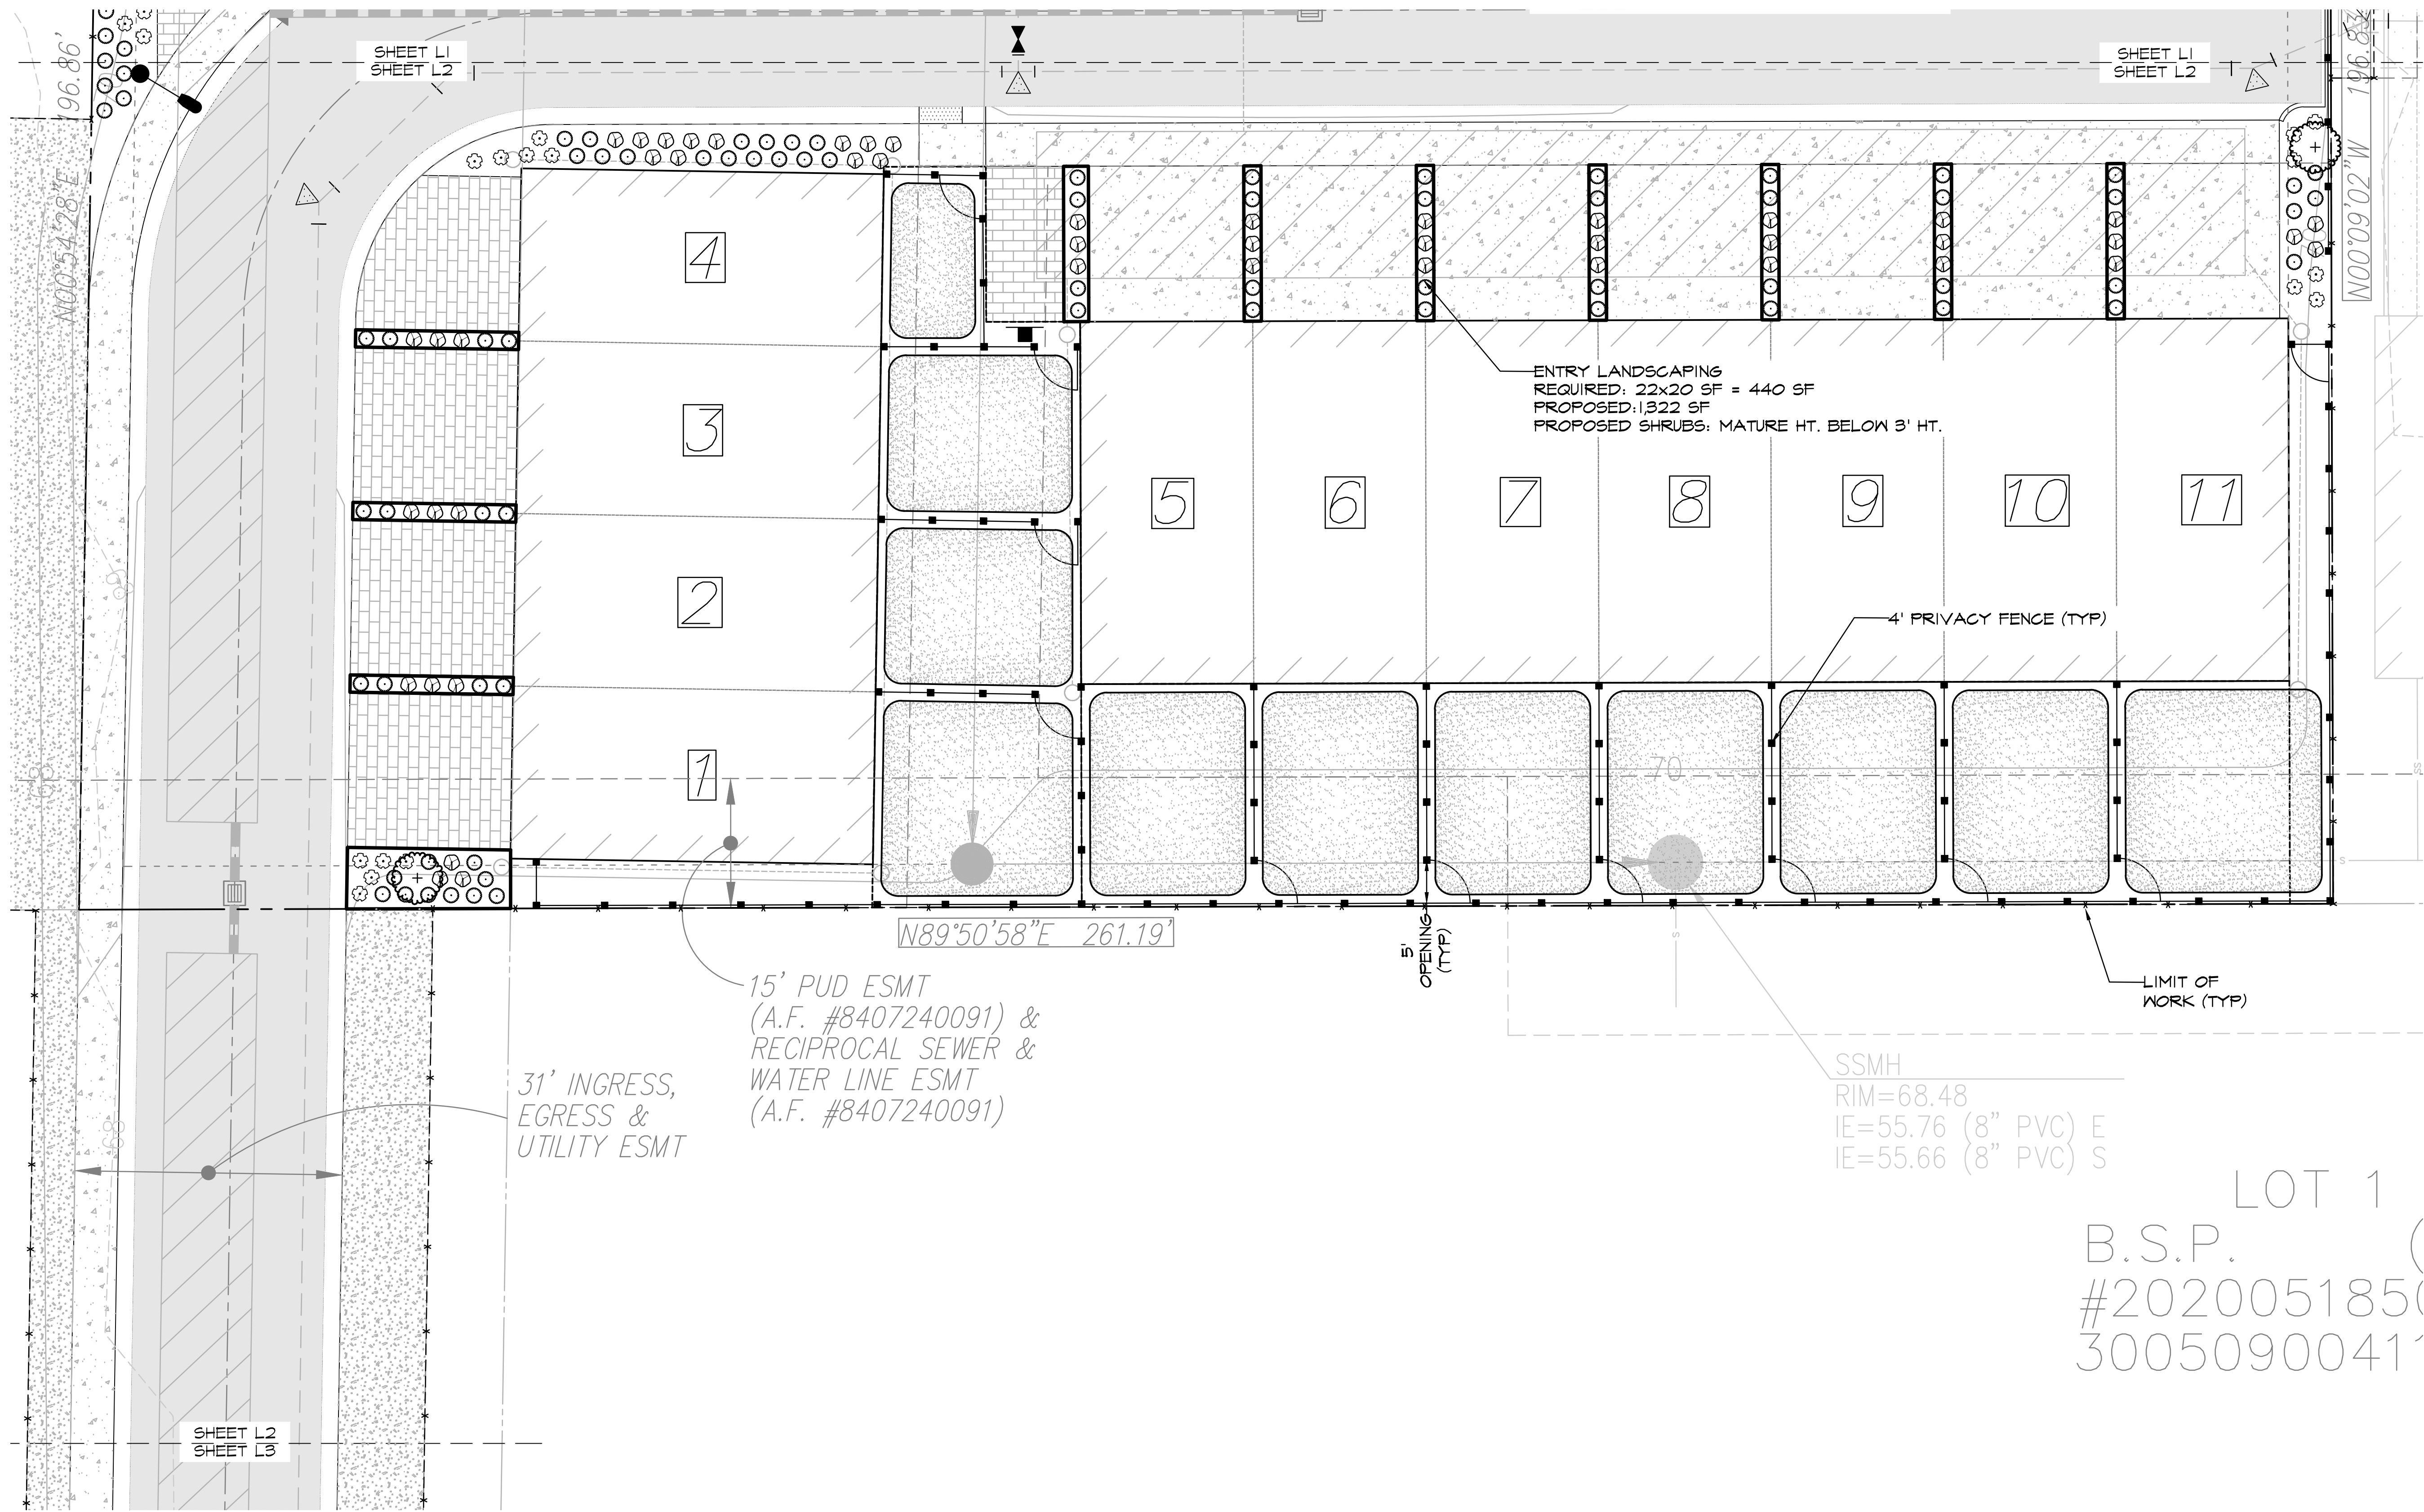 SHEET L1
SHEET L2
SHEET L1
SHEET L2
196.86'
N00°54'28"E
196.83'
N00°09'02"W
4
3
2
1
ENTRY LANDSCAPING
REQUIRED: 22x20 SF = 440 SF
PROPOSED:1,322 SF
PROPOSED SHRUBS: MATURE HT. BELOW 3' HT.
5
6
7
8
9
10
11
4' PRIVACY FENCE (TYP)
70
68
N89°50'58"E 261.19'
5'
OPENING
(TYP)
LIMIT OF
WORK (TYP)
15' PUD ESMT
(A.F. #8407240091) &
RECIPROCAL SEWER &
WATER LINE ESMT
(A.F. #8407240091)
31' INGRESS,
EGRESS &
UTILITY ESMT
68
SSMH
RIM=68.48
IE=55.76 (8" PVC) E
IE=55.66 (8" PVC) S
S
S
S
SS
LOT 1
B.S.P. (
#202005185
3005090041
SHEET L2
SHEET L3